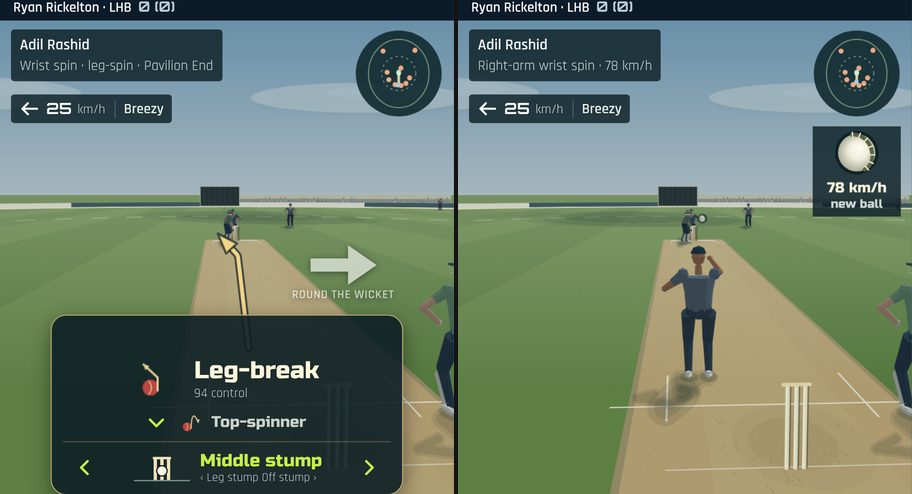 Ryan Rickelton · LHB 0 (0)
Adil Rashid
Wrist spin · leg-spin · Pavilion End
25 km/h Breezy
ROUND THE WICKET
Leg-break
94 control
Top-spinner
Middle stump
‹ Leg stump Off stump ›
Ryan Rickelton · LHB 0 (0)
Adil Rashid
Right-arm wrist spin · 78 km/h
25 km/h Breezy
78 km/h
new ball